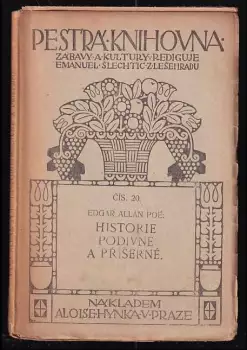 PESTRÁ·KNIHOVNA·
ZÁBAVY·A·KULTURY·REDIGUJE
EMANUEL·ŠLECHTIC·Z·LEŠEHRADU
ČÍS. 20.
EDGAR ALLAN POE:
HISTORIE
PODIVNÉ
A PŘÍŠERNÉ.
NÁKLADEM
ALOISE·HYNKA·V·PRAZE